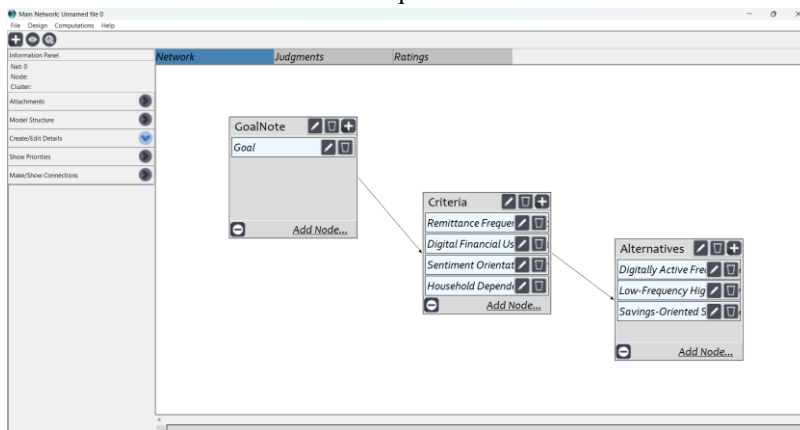 Main Network: Unnamed file 0
File Design Computations Help
Information Panel
Net 0
Node:
Cluster:
Attachments
Model Structure
Create/Edit Details
Show Priorities
Make/Show Connections
Network Judgments Ratings
GoalNote
Goal
Add Node...
Criteria
Remittance Frequen
Digital Financial Us
Sentiment Orientat
Household Depend
Add Node...
Alternatives
Digitally Active Fre
Low-Frequency Hig
Savings-Oriented S
Add Node...